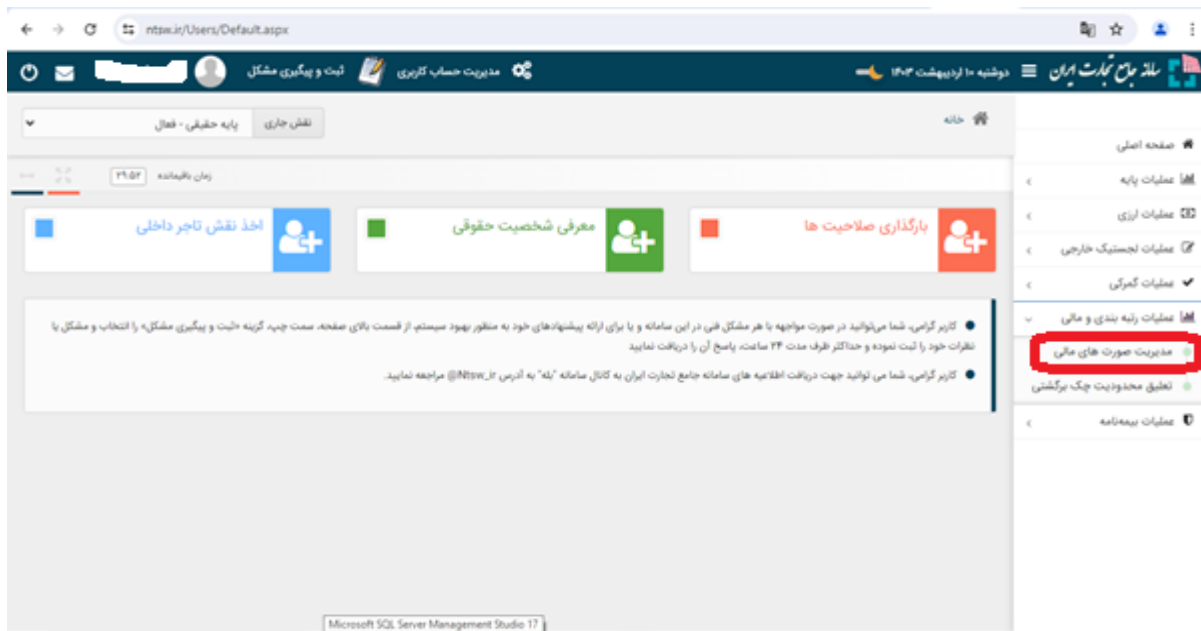 ntsw.ir/Users/Default.aspx
سامانه جامع تجارت ایران
دوشنبه ۱۰ اردیبهشت ۱۴۰۳
مدیریت حساب کاربری
ثبت و پیگیری مشکل
خانه
نقش جاری
پایه حقیقی - فعال
زمان باقیمانده ۲۹:۵۲
صفحه اصلی
عملیات پایه
عملیات ارزی
عملیات لجستیک خارجی
عملیات گمرکی
عملیات رتبه بندی و مالی
مدیریت صورت های مالی
تعلیق محدودیت چک برگشتی
عملیات بیمه‌نامه
بارگذاری صلاحیت ها
معرفی شخصیت حقوقی
اخذ نقش تاجر داخلی
کاربر گرامی، شما می‌توانید در صورت مواجهه با هر مشکل فنی در این سامانه و یا برای ارائه پیشنهادهای خود به منظور بهبود سیستم، از قسمت بالای صفحه، سمت چپ، گزینه «ثبت و پیگیری مشکل» را انتخاب و مشکل یا
نظرات خود را ثبت نموده و حداکثر ظرف مدت ۲۴ ساعت، پاسخ آن را دریافت نمایید
کاربر گرامی، شما می توانید جهت دریافت اطلاعیه های سامانه جامع تجارت ایران به کانال سامانه "بله" به آدرس Ntsw_ir@ مراجعه نمایید.
Microsoft SQL Server Management Studio 17